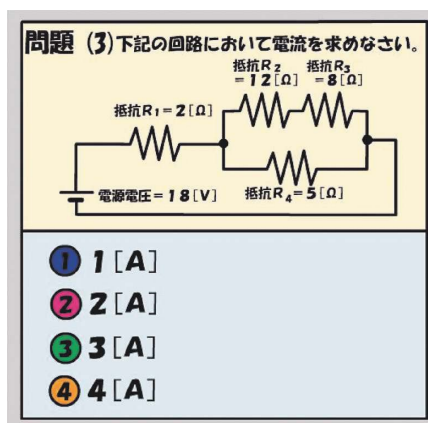 問題 (3)下記の回路において電流を求めなさい。
抵抗R2 抵抗R3
=12[Ω] =8[Ω]
抵抗R1=2[Ω]
電源電圧=18[V] 抵抗R4=5[Ω]
1 1[A]
2 2[A]
3 3[A]
4 4[A]